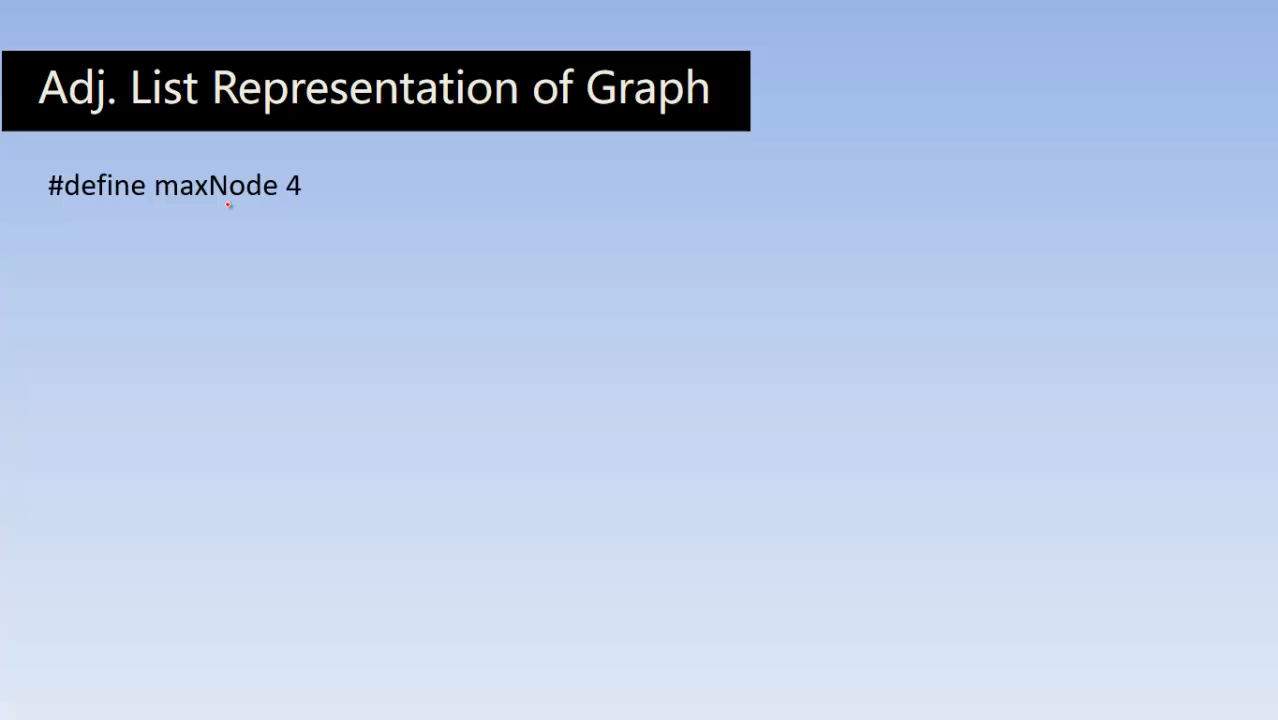 Adj. List Representation of Graph
#define maxNode 4